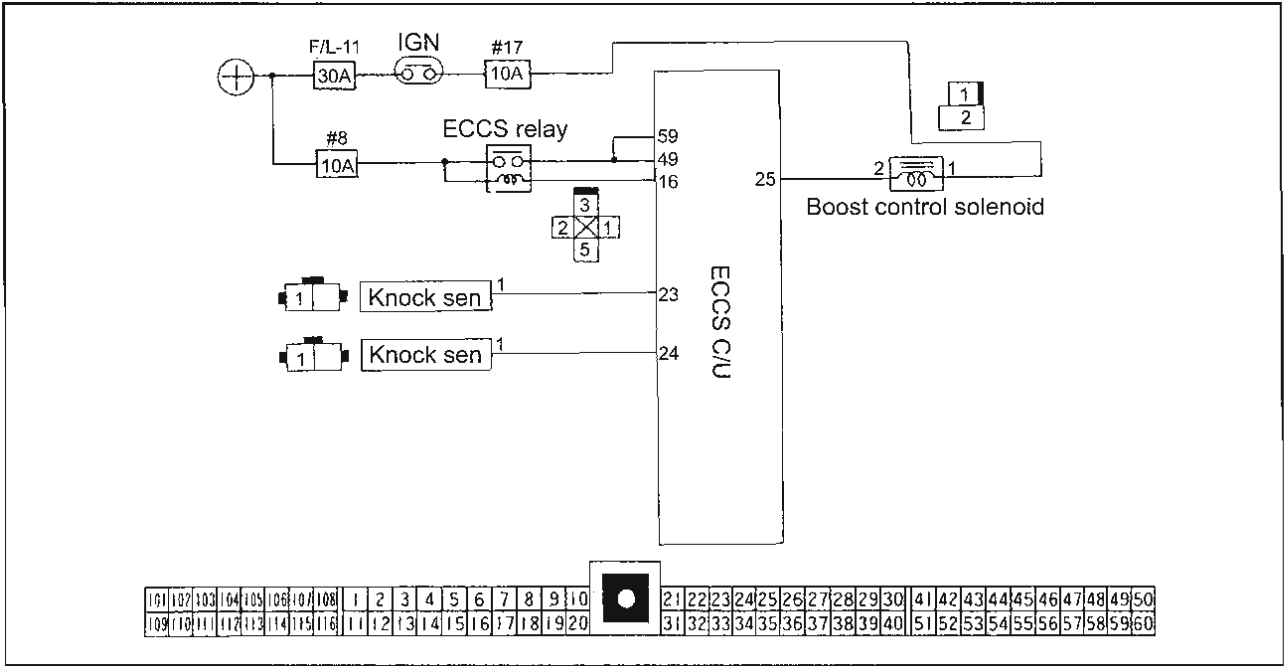 F/L-11 IGN #17
30A 10A
#8 ECCS relay
10A
59
49
16
25
2 1
1
2
Boost control solenoid
3
2 1
5
ECCS C/U
1 Knock sen 1
23
1 Knock sen 1
24
101 102 103 104 105 106 107 108 1 2 3 4 5 6 7 8 9 10 21 22 23 24 25 26 27 28 29 30 41 42 43 44 45 46 47 48 49 50
109 110 111 112 113 114 115 116 11 12 13 14 15 16 17 18 19 20 31 32 33 34 35 36 37 38 39 40 51 52 53 54 55 56 57 58 59 60